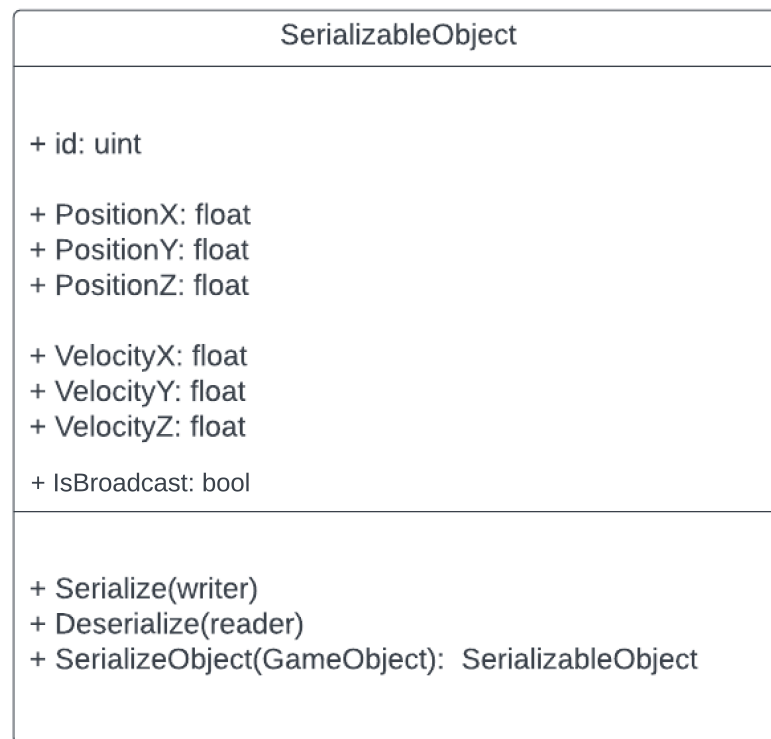 SerializableObject
+ id: uint
+ PositionX: float
+ PositionY: float
+ PositionZ: float
+ VelocityX: float
+ VelocityY: float
+ VelocityZ: float
+ IsBroadcast: bool
+ Serialize(writer)
+ Deserialize(reader)
+ SerializeObject(GameObject):  SerializableObject